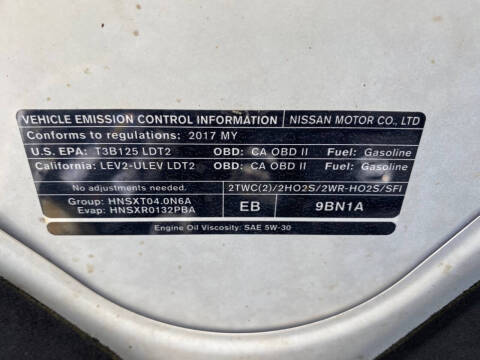 VEHICLE EMISSION CONTROL INFORMATION NISSAN MOTOR CO., LTD
Conforms to regulations: 2017 MY
U.S. EPA: T3B125 LDT2 OBD: CA OBD II Fuel: Gasoline
California: LEV2-ULEV LDT2 OBD: CA OBD II Fuel: Gasoline
No adjustments needed. 2TWC(2)/2HO2S/2WR-HO2S/SFI
Group: HNSXT04.0N6A
Evap: HNSXR0132PBA EB 9BN1A
Engine Oil Viscosity: SAE 5W-30